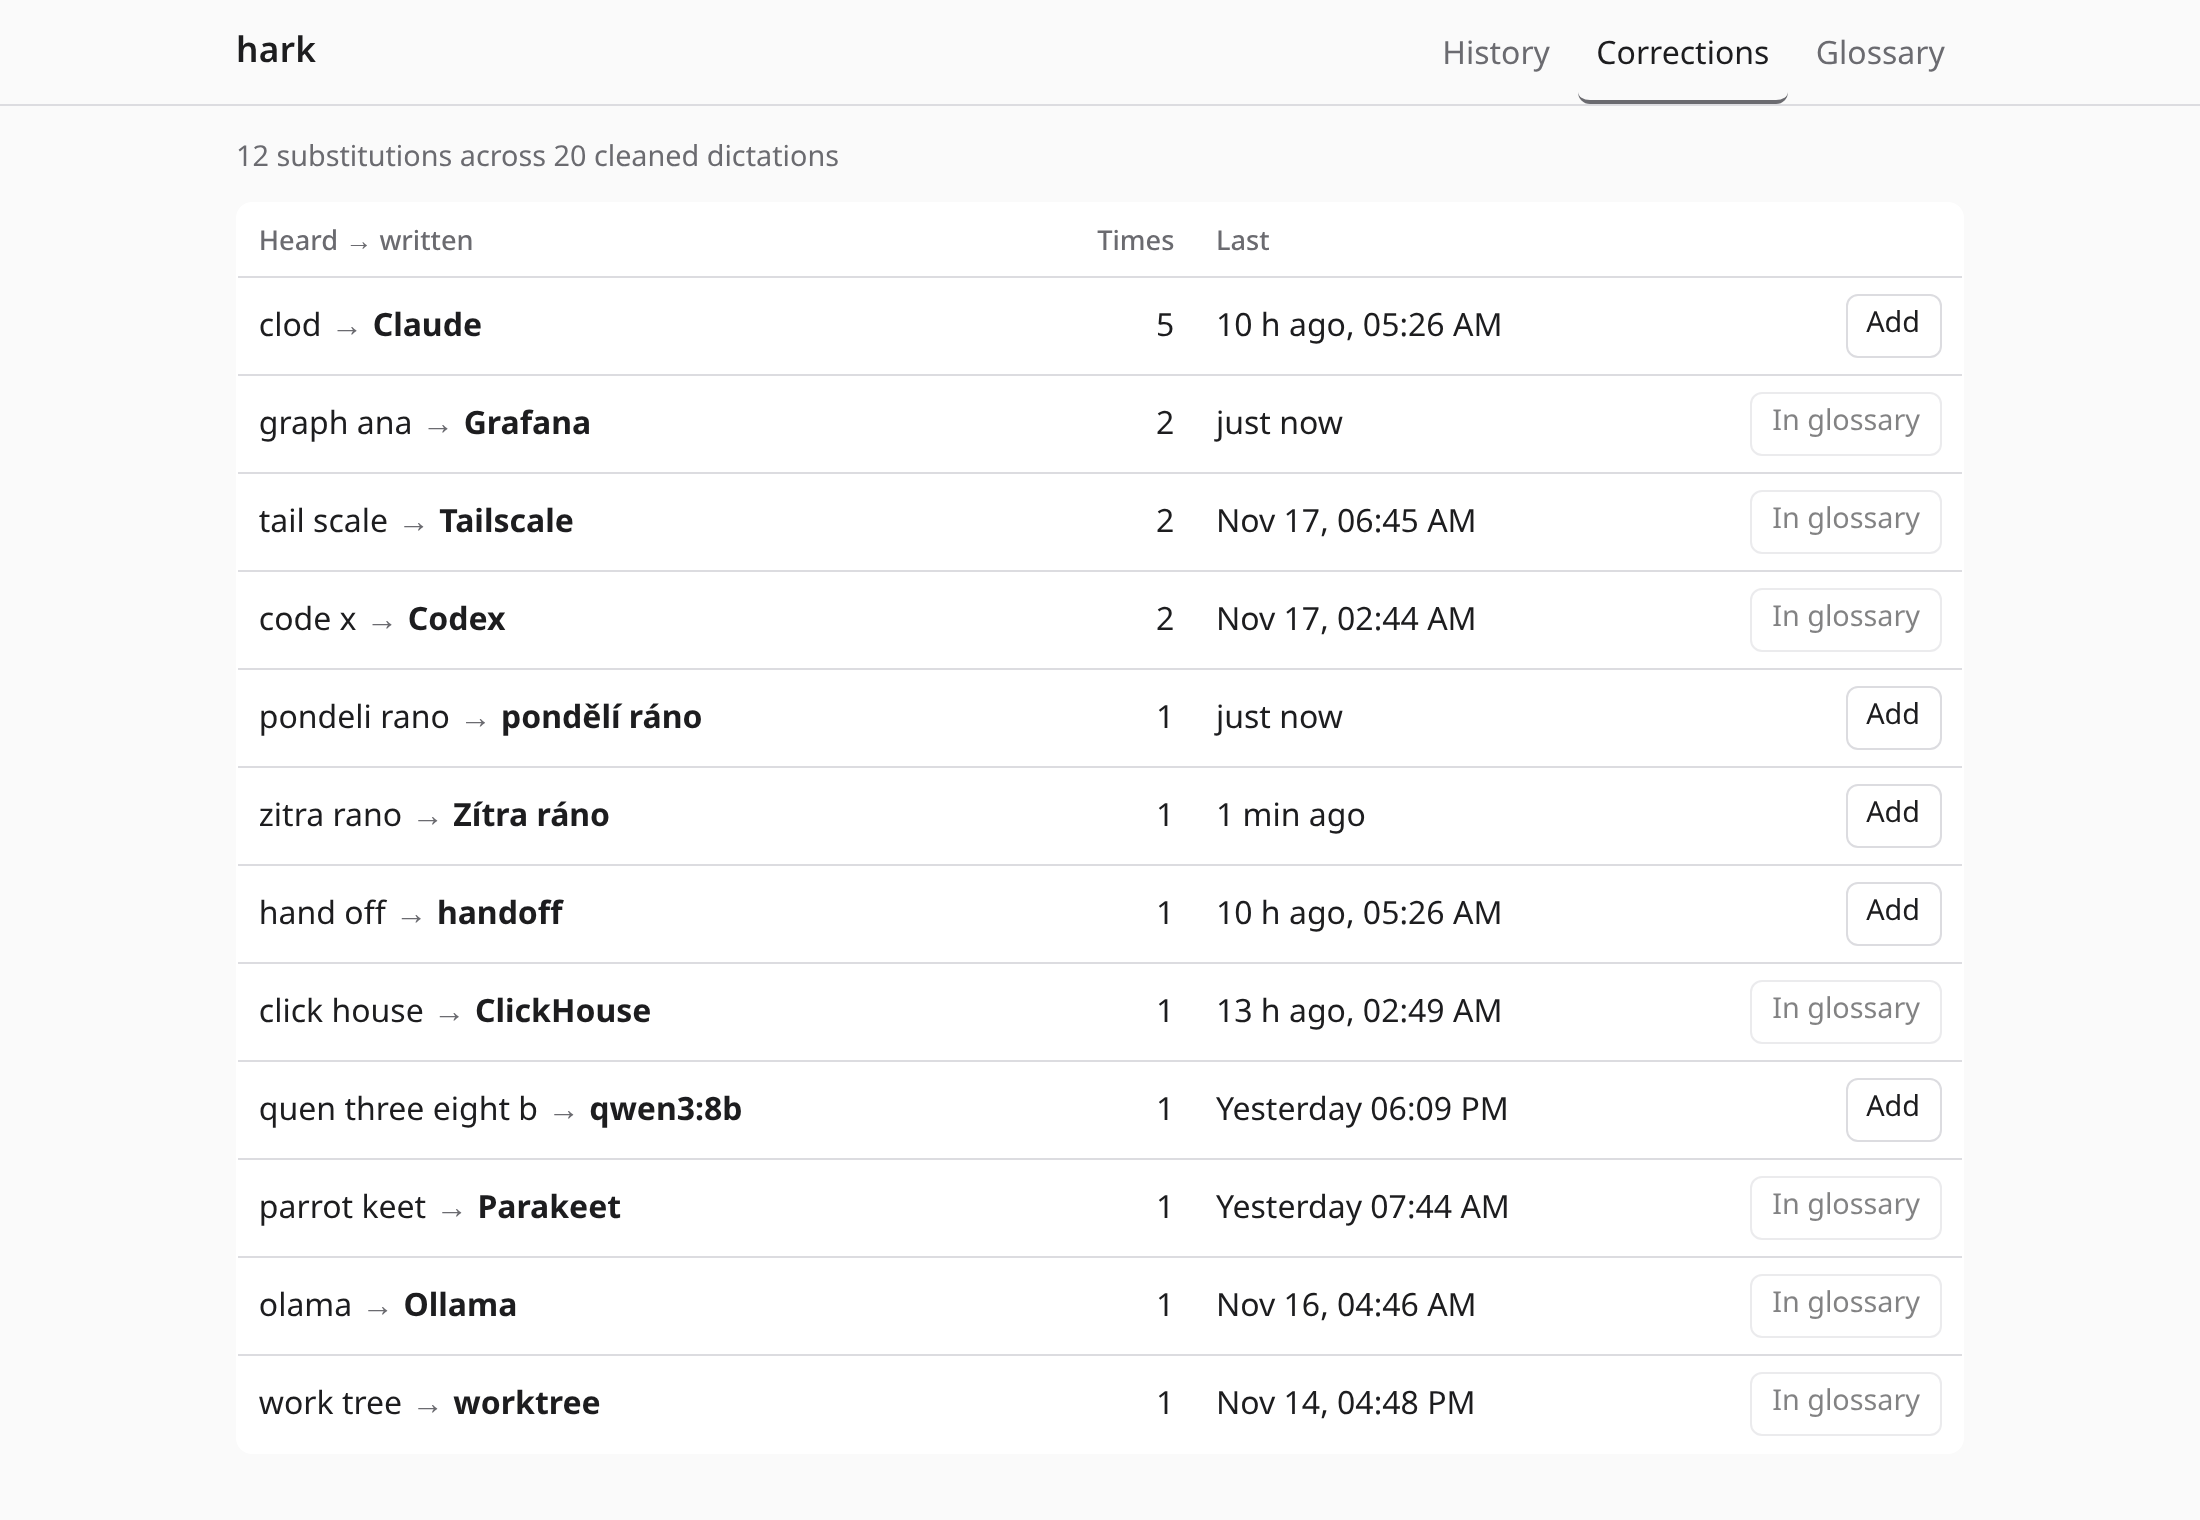 hark
History Corrections Glossary
12 substitutions across 20 cleaned dictations
Heard → written Times Last
clod → Claude 5 10 h ago, 05:26 AM Add
graph ana → Grafana 2 just now In glossary
tail scale → Tailscale 2 Nov 17, 06:45 AM In glossary
code x → Codex 2 Nov 17, 02:44 AM In glossary
pondeli rano → pondělí ráno 1 just now Add
zitra rano → Zítra ráno 1 1 min ago Add
hand off → handoff 1 10 h ago, 05:26 AM Add
click house → ClickHouse 1 13 h ago, 02:49 AM In glossary
quen three eight b → qwen3:8b 1 Yesterday 06:09 PM Add
parrot keet → Parakeet 1 Yesterday 07:44 AM In glossary
olama → Ollama 1 Nov 16, 04:46 AM In glossary
work tree → worktree 1 Nov 14, 04:48 PM In glossary